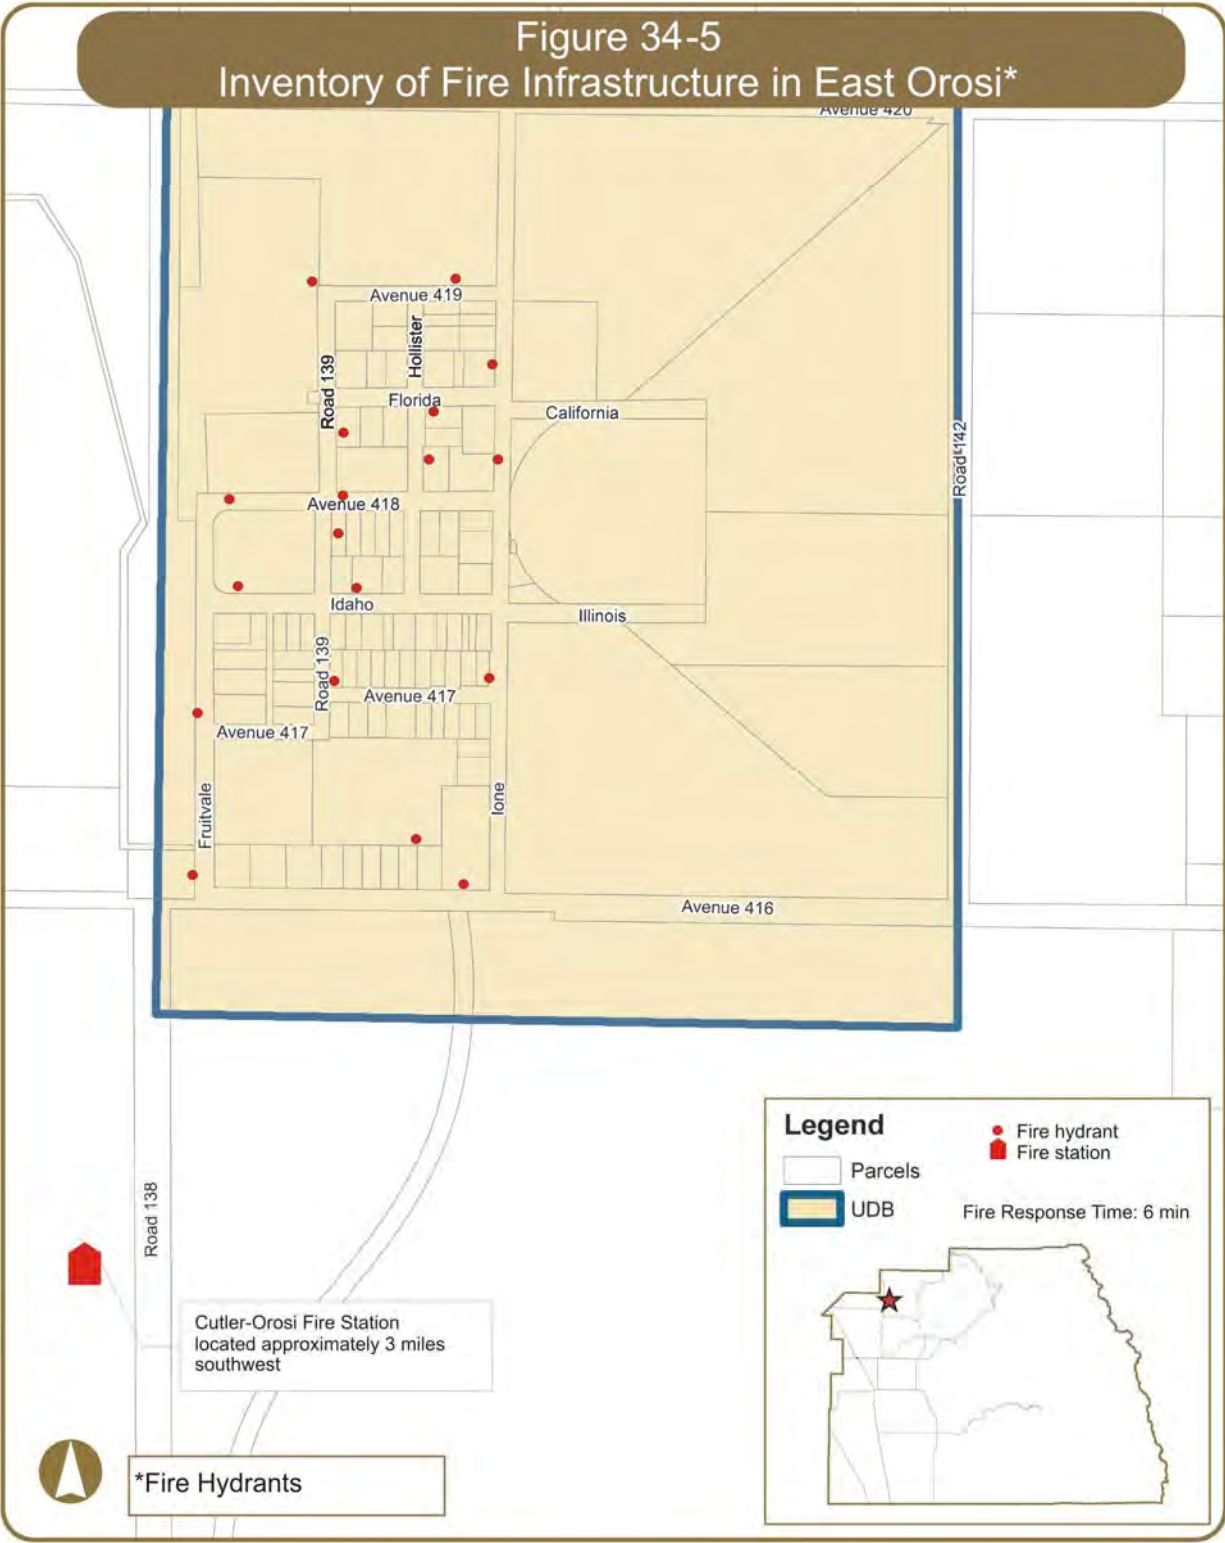 Figure 34-5
Inventory of Fire Infrastructure in East Orosi*
Avenue 420
Avenue 419
Hollister
Road 139
Florida
California
Road 142
Avenue 418
Idaho
Illinois
Road 139
Avenue 417
Avenue 417
Fruitvale
Ione
Avenue 416
Road 138
Cutler-Orosi Fire Station
located approximately 3 miles
southwest
*Fire Hydrants
Legend
Parcels
UDB
Fire hydrant
Fire station
Fire Response Time: 6 min